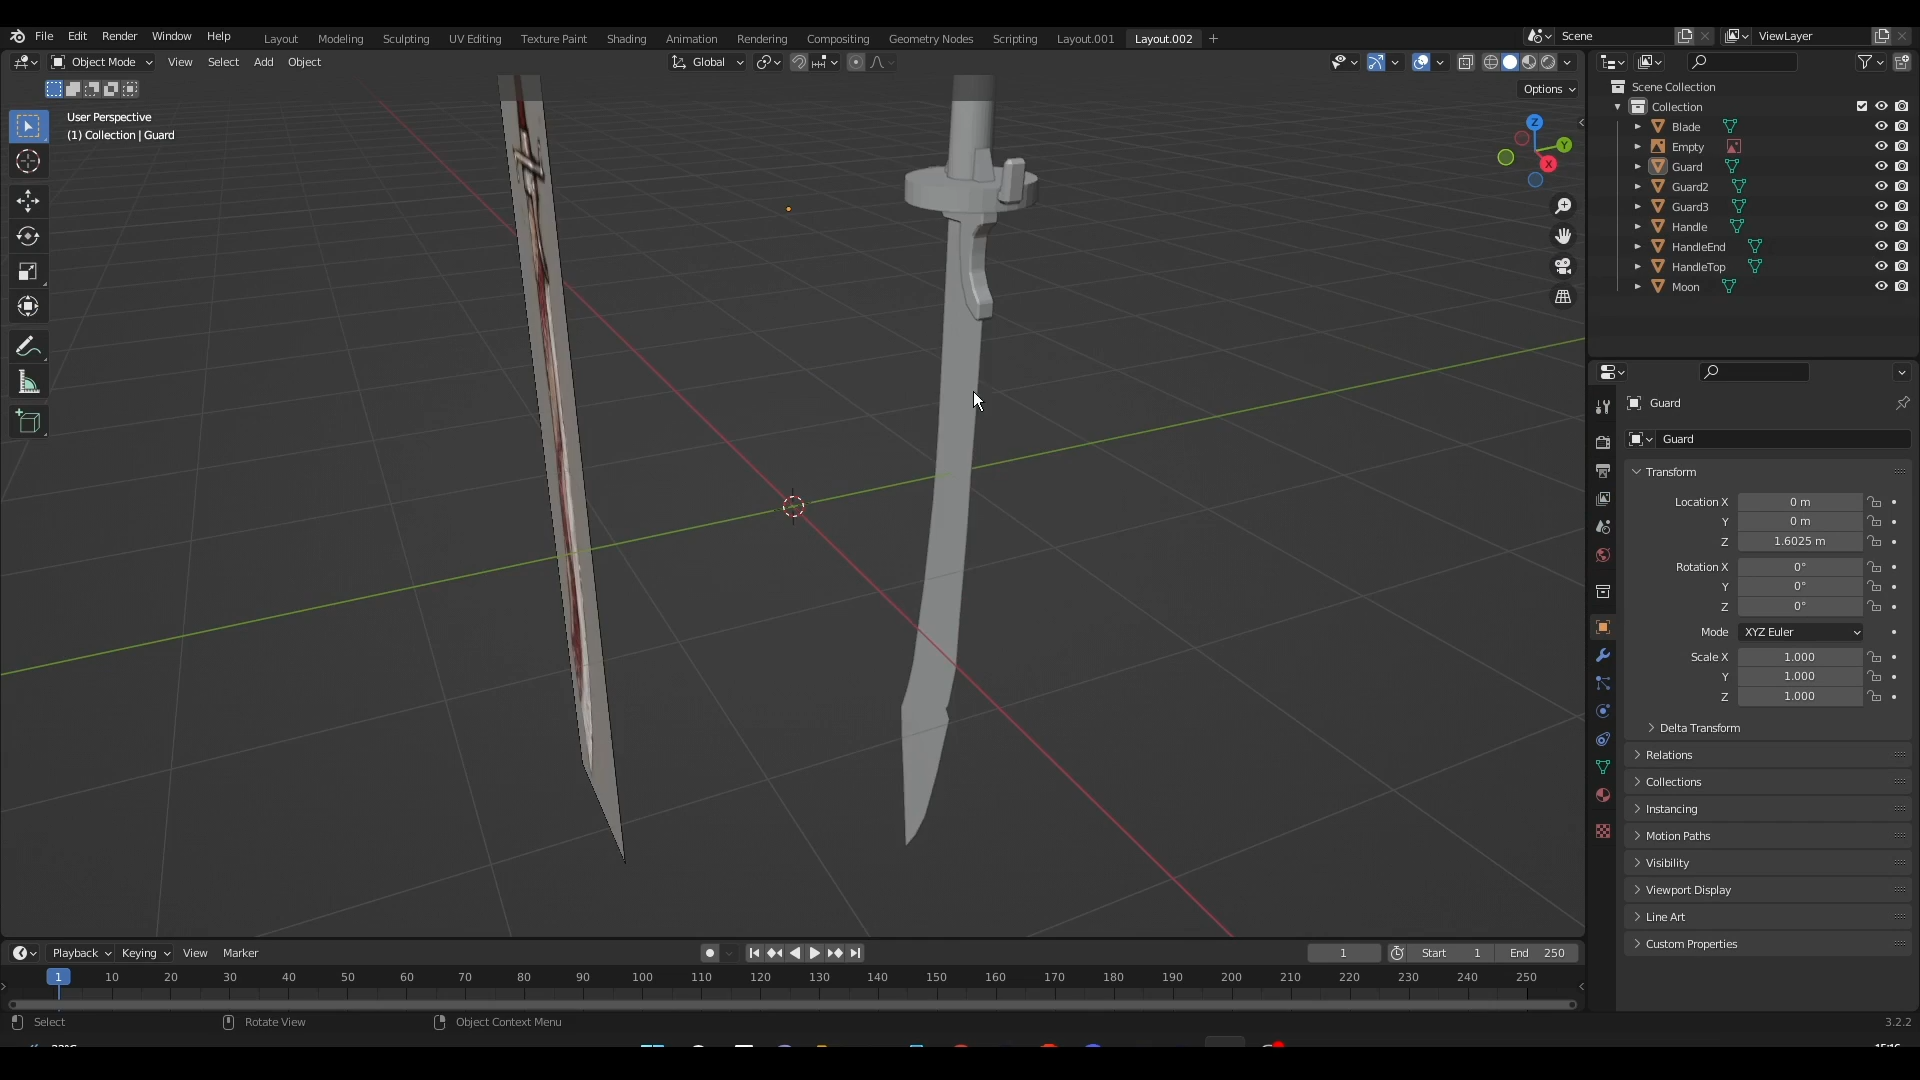 File Edit Render Window Help
Layout Modeling Sculpting UV Editing Texture Paint Shading Animation Rendering Compositing Geometry Nodes Scripting Layout.001 Layout.002 +
Scene
ViewLayer
Object Mode View Select Add Object
Global
Options
User Perspective
(1) Collection | Guard
Z
Y
X
Scene Collection
Collection
Blade
Empty
Guard
Guard2
Guard3
Handle
HandleEnd
HandleTop
Moon
Guard
Guard
Transform
Location X 0 m
Y 0 m
Z 1.6025 m
Rotation X 0°
Y 0°
Z 0°
Mode XYZ Euler
Scale X 1.000
Y 1.000
Z 1.000
Delta Transform
Relations
Collections
Instancing
Motion Paths
Visibility
Viewport Display
Line Art
Custom Properties
Playback Keying View Marker
1 Start 1 End 250
1 10 20 30 40 50 60 70 80 90 100 110 120 130 140 150 160 170 180 190 200 210 220 230 240 250
Select Rotate View Object Context Menu 3.2.2